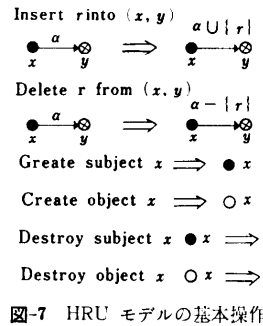 Insert r into (x, y)
α α∪{r}
x y ⟹ x y
Delete r from (x, y)
α α−{r}
x y ⟹ x y
Greate subject x ⟹ ● x
Create object x ⟹ ○ x
Destroy subject x ● x ⟹
Destroy object x ○ x ⟹
図-7 HRU モデルの基本操作